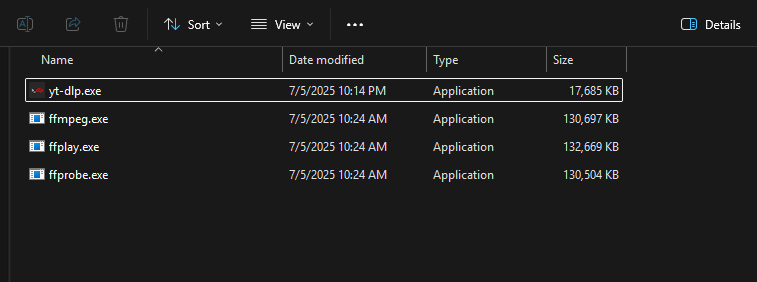 Sort View ••• Details
Name Date modified Type Size
yt-dlp.exe 7/5/2025 10:14 PM Application 17,685 KB
ffmpeg.exe 7/5/2025 10:24 AM Application 130,697 KB
ffplay.exe 7/5/2025 10:24 AM Application 132,669 KB
ffprobe.exe 7/5/2025 10:24 AM Application 130,504 KB